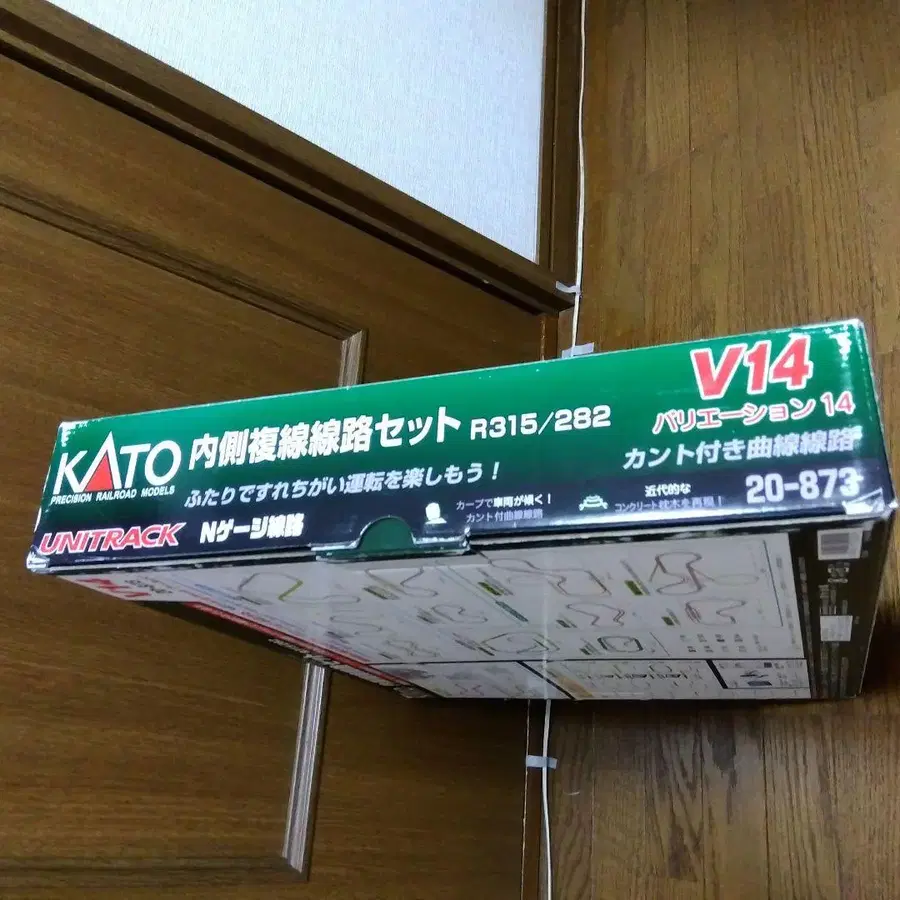 KATO
PRECISION RAILROAD MODELS
内側複線線路セット R315/282
ふたりですれちがい運転を楽しもう!
UNITRACK Nゲージ線路
カーブで車両が傾く!
カント付曲線線路
近代的な
コンクリート枕木を再現!
V14
バリエーション 14
カント付き曲線線路
20-873
V14